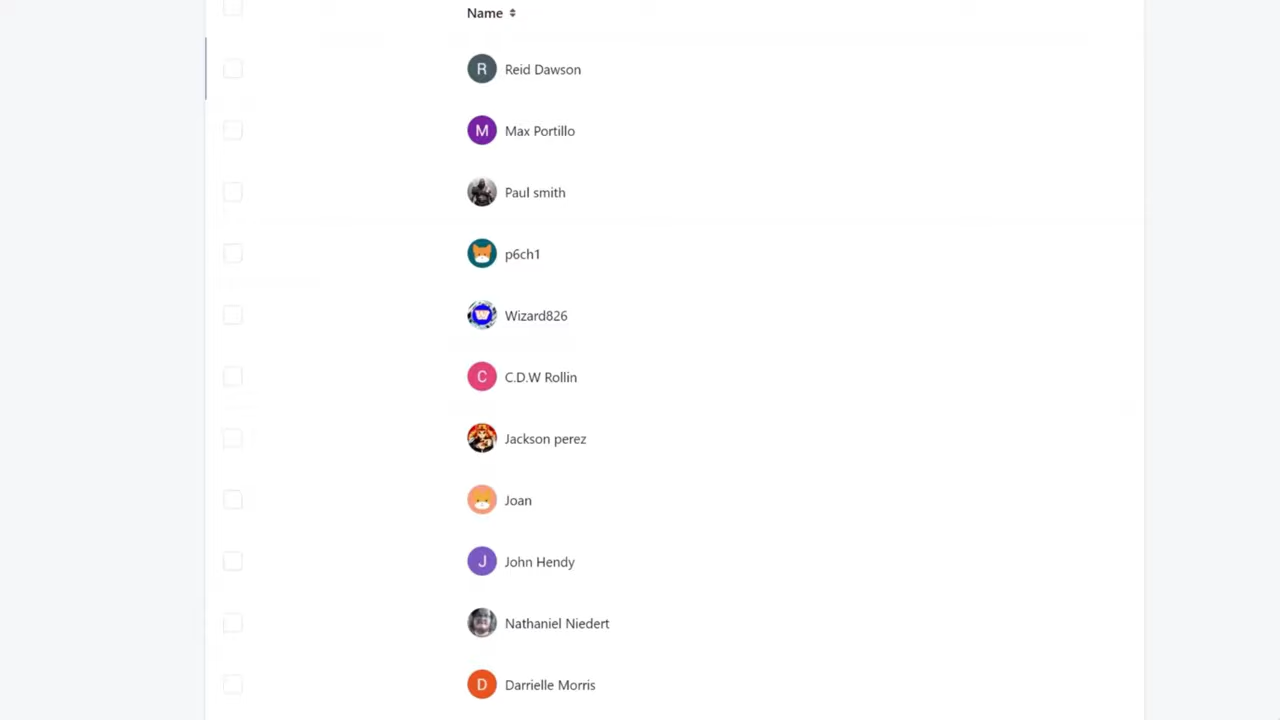 Name
R Reid Dawson
M Max Portillo
Paul smith
p6ch1
W Wizard826
C C.D.W Rollin
Jackson perez
Joan
J John Hendy
Nathaniel Niedert
D Darrielle Morris